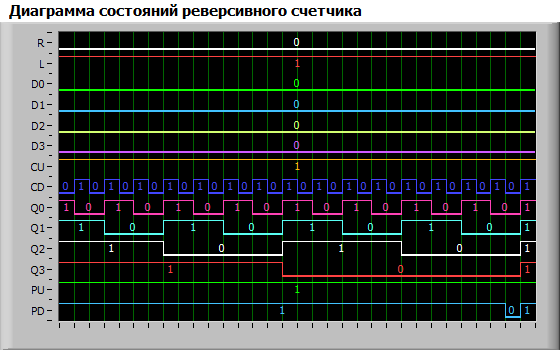 Диаграмма состояний реверсивного счетчика
R 0
L 1
D0 0
D1 0
D2 0
D3 0
CU 1
CD 0 1 0 1 0 1 0 1 0 1 0 1 0 1 0 1 0 1 0 1 0 1 0 1 0 1 0 1 0 1 0 1
Q0 1 0 1 0 1 0 1 0 1 0 1 0 1 0 1 0 1
Q1 1 0 1 0 1 0 1 0 1
Q2 1 0 1 0 1
Q3 1 0 1
PU 1
PD 1 0 1